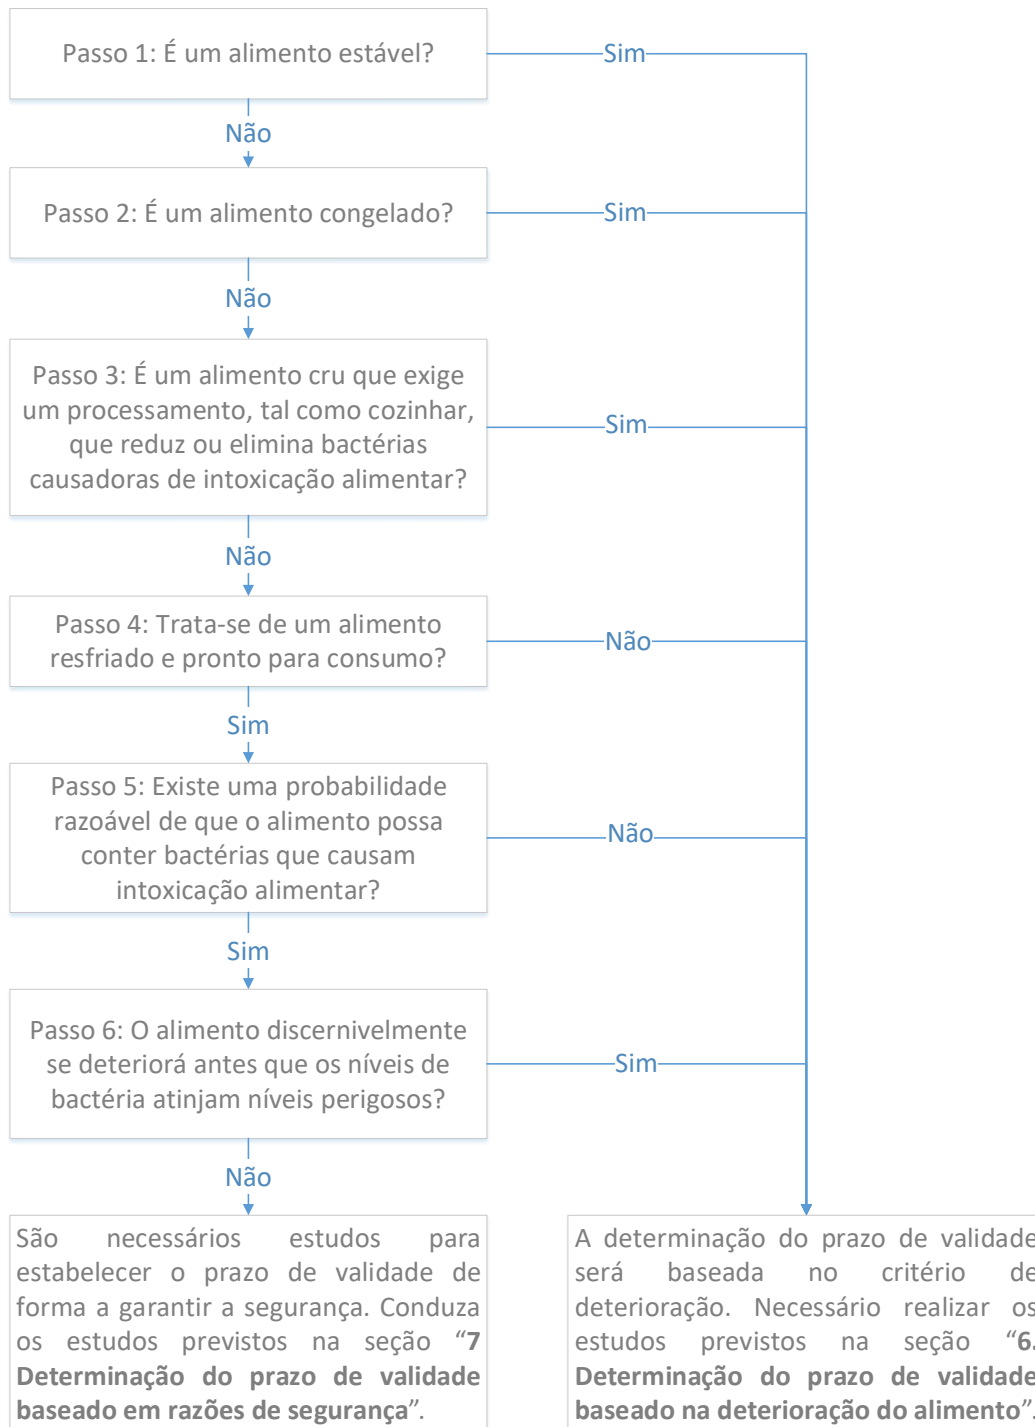 Passo 1: É um alimento estável?
Sim
Não
Passo 2: É um alimento congelado?
Sim
Não
Passo 3: É um alimento cru que exige
um processamento, tal como cozinhar,
que reduz ou elimina bactérias
causadoras de intoxicação alimentar?
Sim
Não
Passo 4: Trata-se de um alimento
resfriado e pronto para consumo?
Não
Sim
Passo 5: Existe uma probabilidade
razoável de que o alimento possa
conter bactérias que causam
intoxicação alimentar?
Não
Sim
Passo 6: O alimento discernivelmente
se deteriorá antes que os níveis de
bactéria atinjam níveis perigosos?
Sim
Não
São necessários estudos para
estabelecer o prazo de validade de
forma a garantir a segurança. Conduza
os estudos previstos na seção “7
Determinação do prazo de validade
baseado em razões de segurança”.
A determinação do prazo de validade
será baseada no critério de
deterioração. Necessário realizar os
estudos previstos na seção “6.
Determinação do prazo de validade
baseado na deterioração do alimento”